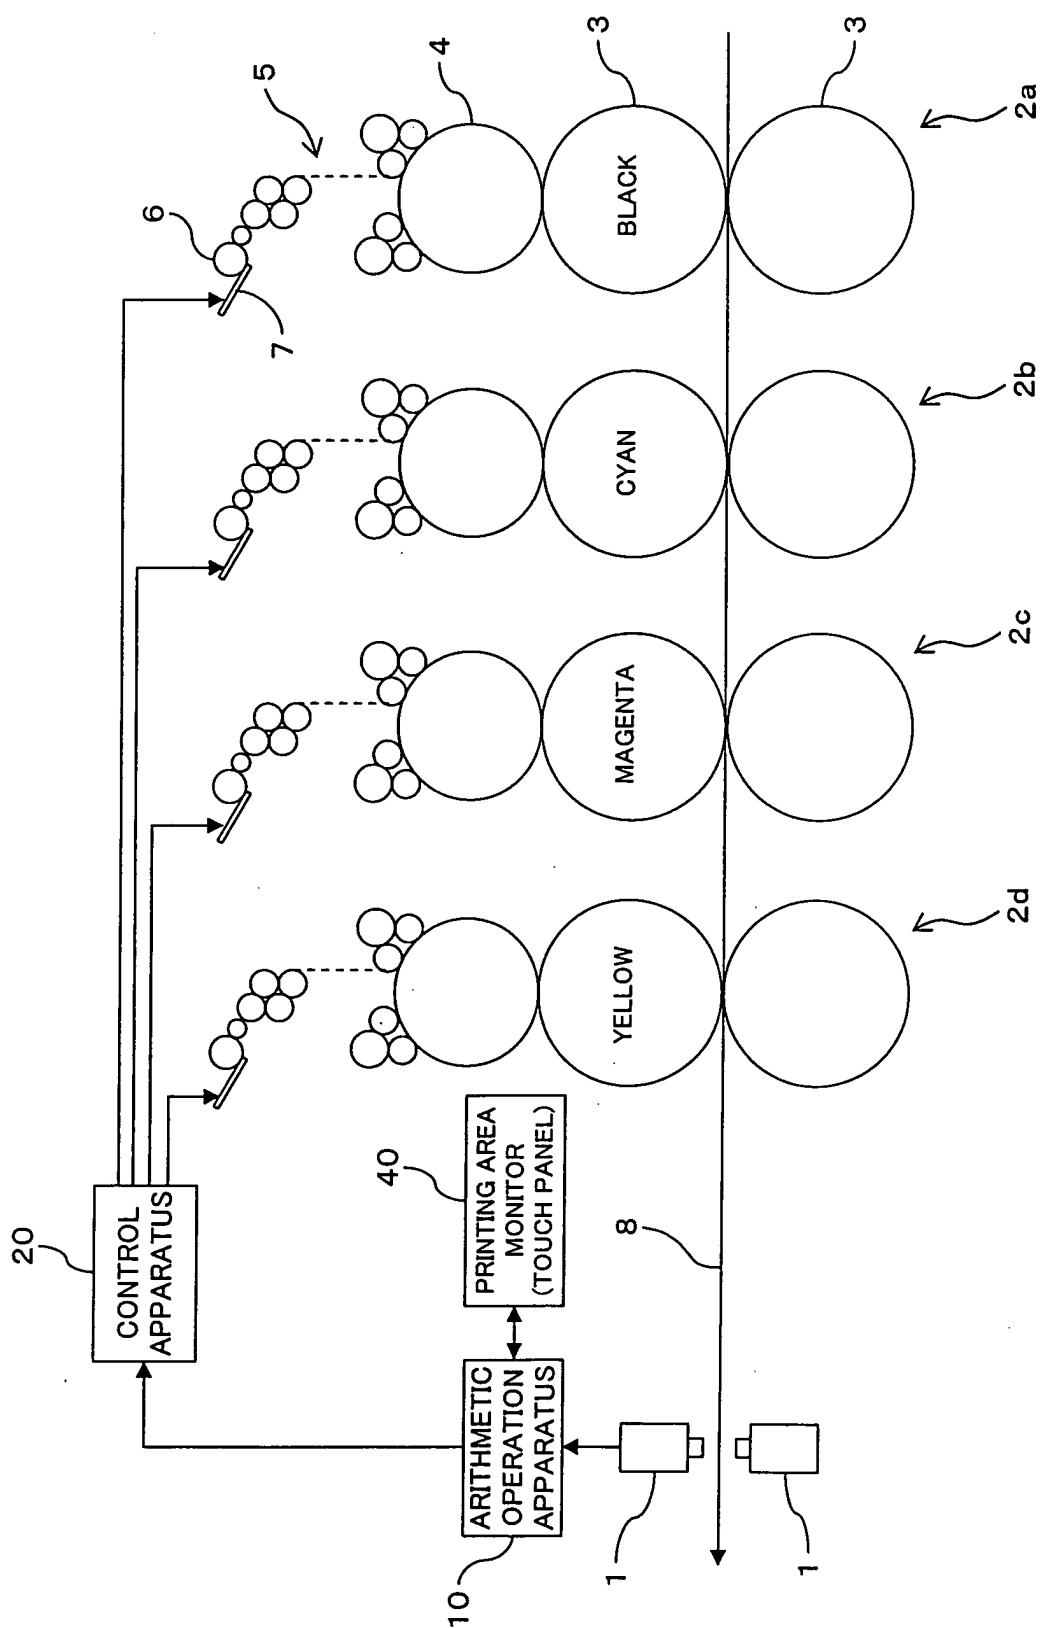 20
CONTROL
APPARATUS
6
5
7
4
40
PRINTING AREA
MONITOR
(TOUCH PANEL)
10
ARITHMETIC
OPERATION
APPARATUS
3
YELLOW
MAGENTA
CYAN
BLACK
8
1
1
3
2d
2c
2b
2a